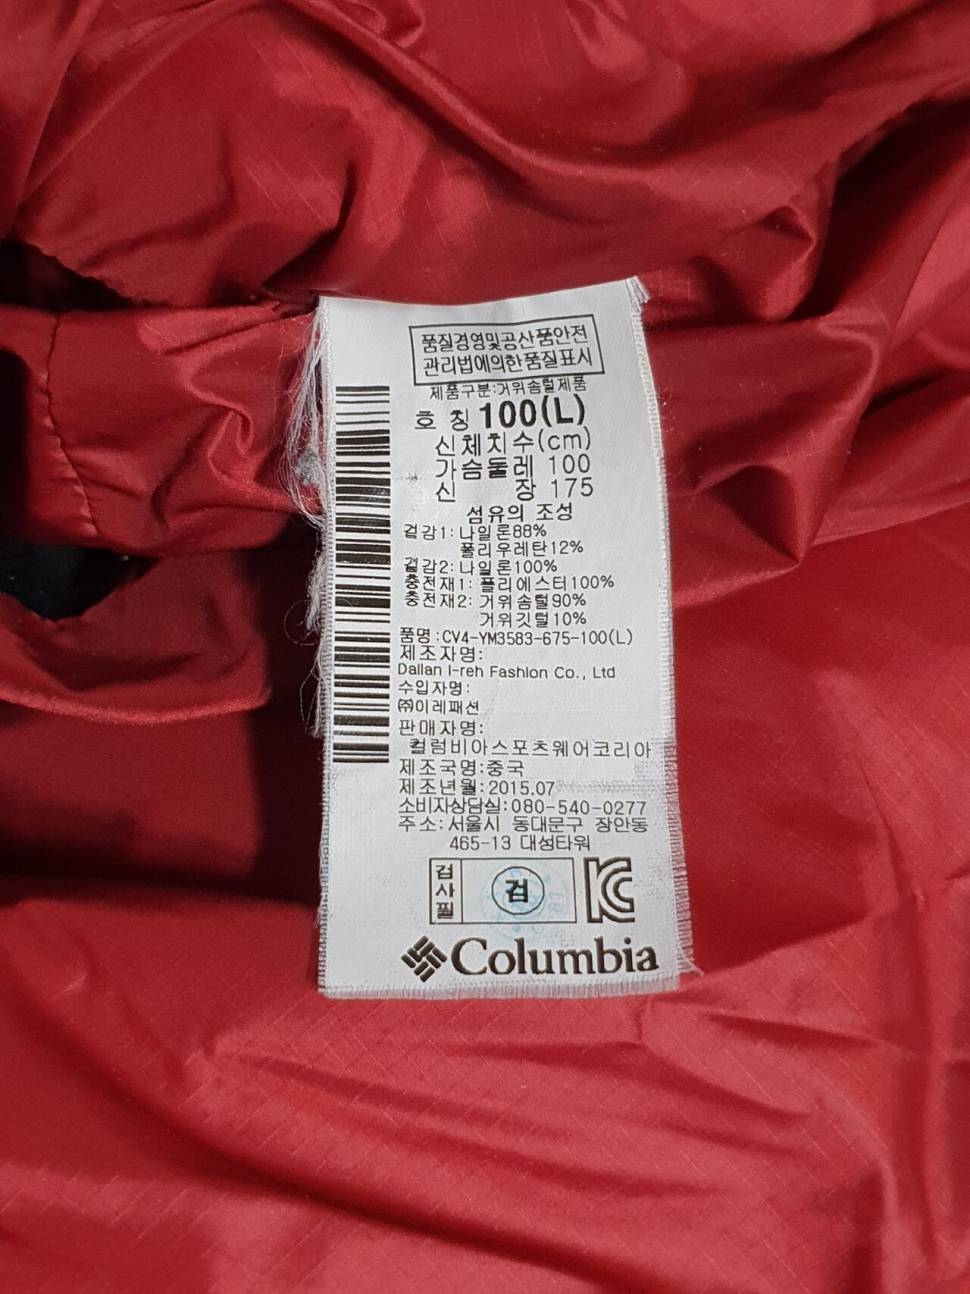 품질경영및공산품안전
관리법에의한품질표시
제품구분:거위솜털제품
호 칭 100(L)
신체치수(cm)
가슴둘레 100
신 장 175
섬유의 조성
겉감1: 나일론88%
폴리우레탄12%
겉감2: 나일론100%
충전재1: 폴리에스터100%
충전재2: 거위솜털90%
거위깃털10%
품명:CV4-YM3583-675-100(L)
제조자명:
Dalian I-reh Fashion Co., Ltd
수입자명:
㈜이레패션
판매자명:
컬럼비아스포츠웨어코리아
제조국명:중국
제조년월:2015.07
소비자상담실:080-540-0277
주소:서울시 동대문구 장안동
465-13 대성타워
검사필 검
Columbia